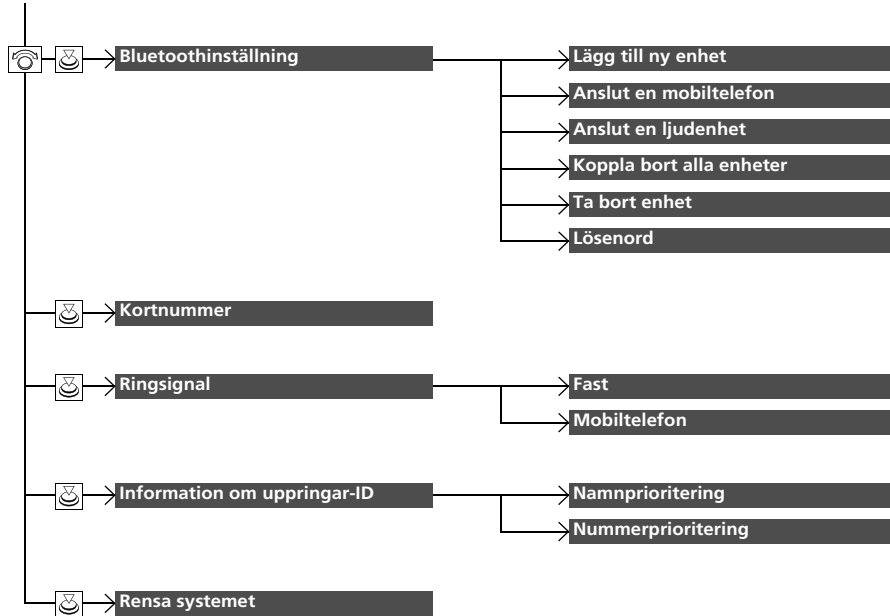 Bluetoothinställning
Lägg till ny enhet
Anslut en mobiltelefon
Anslut en ljudenhet
Koppla bort alla enheter
Ta bort enhet
Lösenord
Kortnummer
Ringsignal
Fast
Mobiltelefon
Information om uppringar-ID
Namnprioritering
Nummerprioritering
Rensa systemet